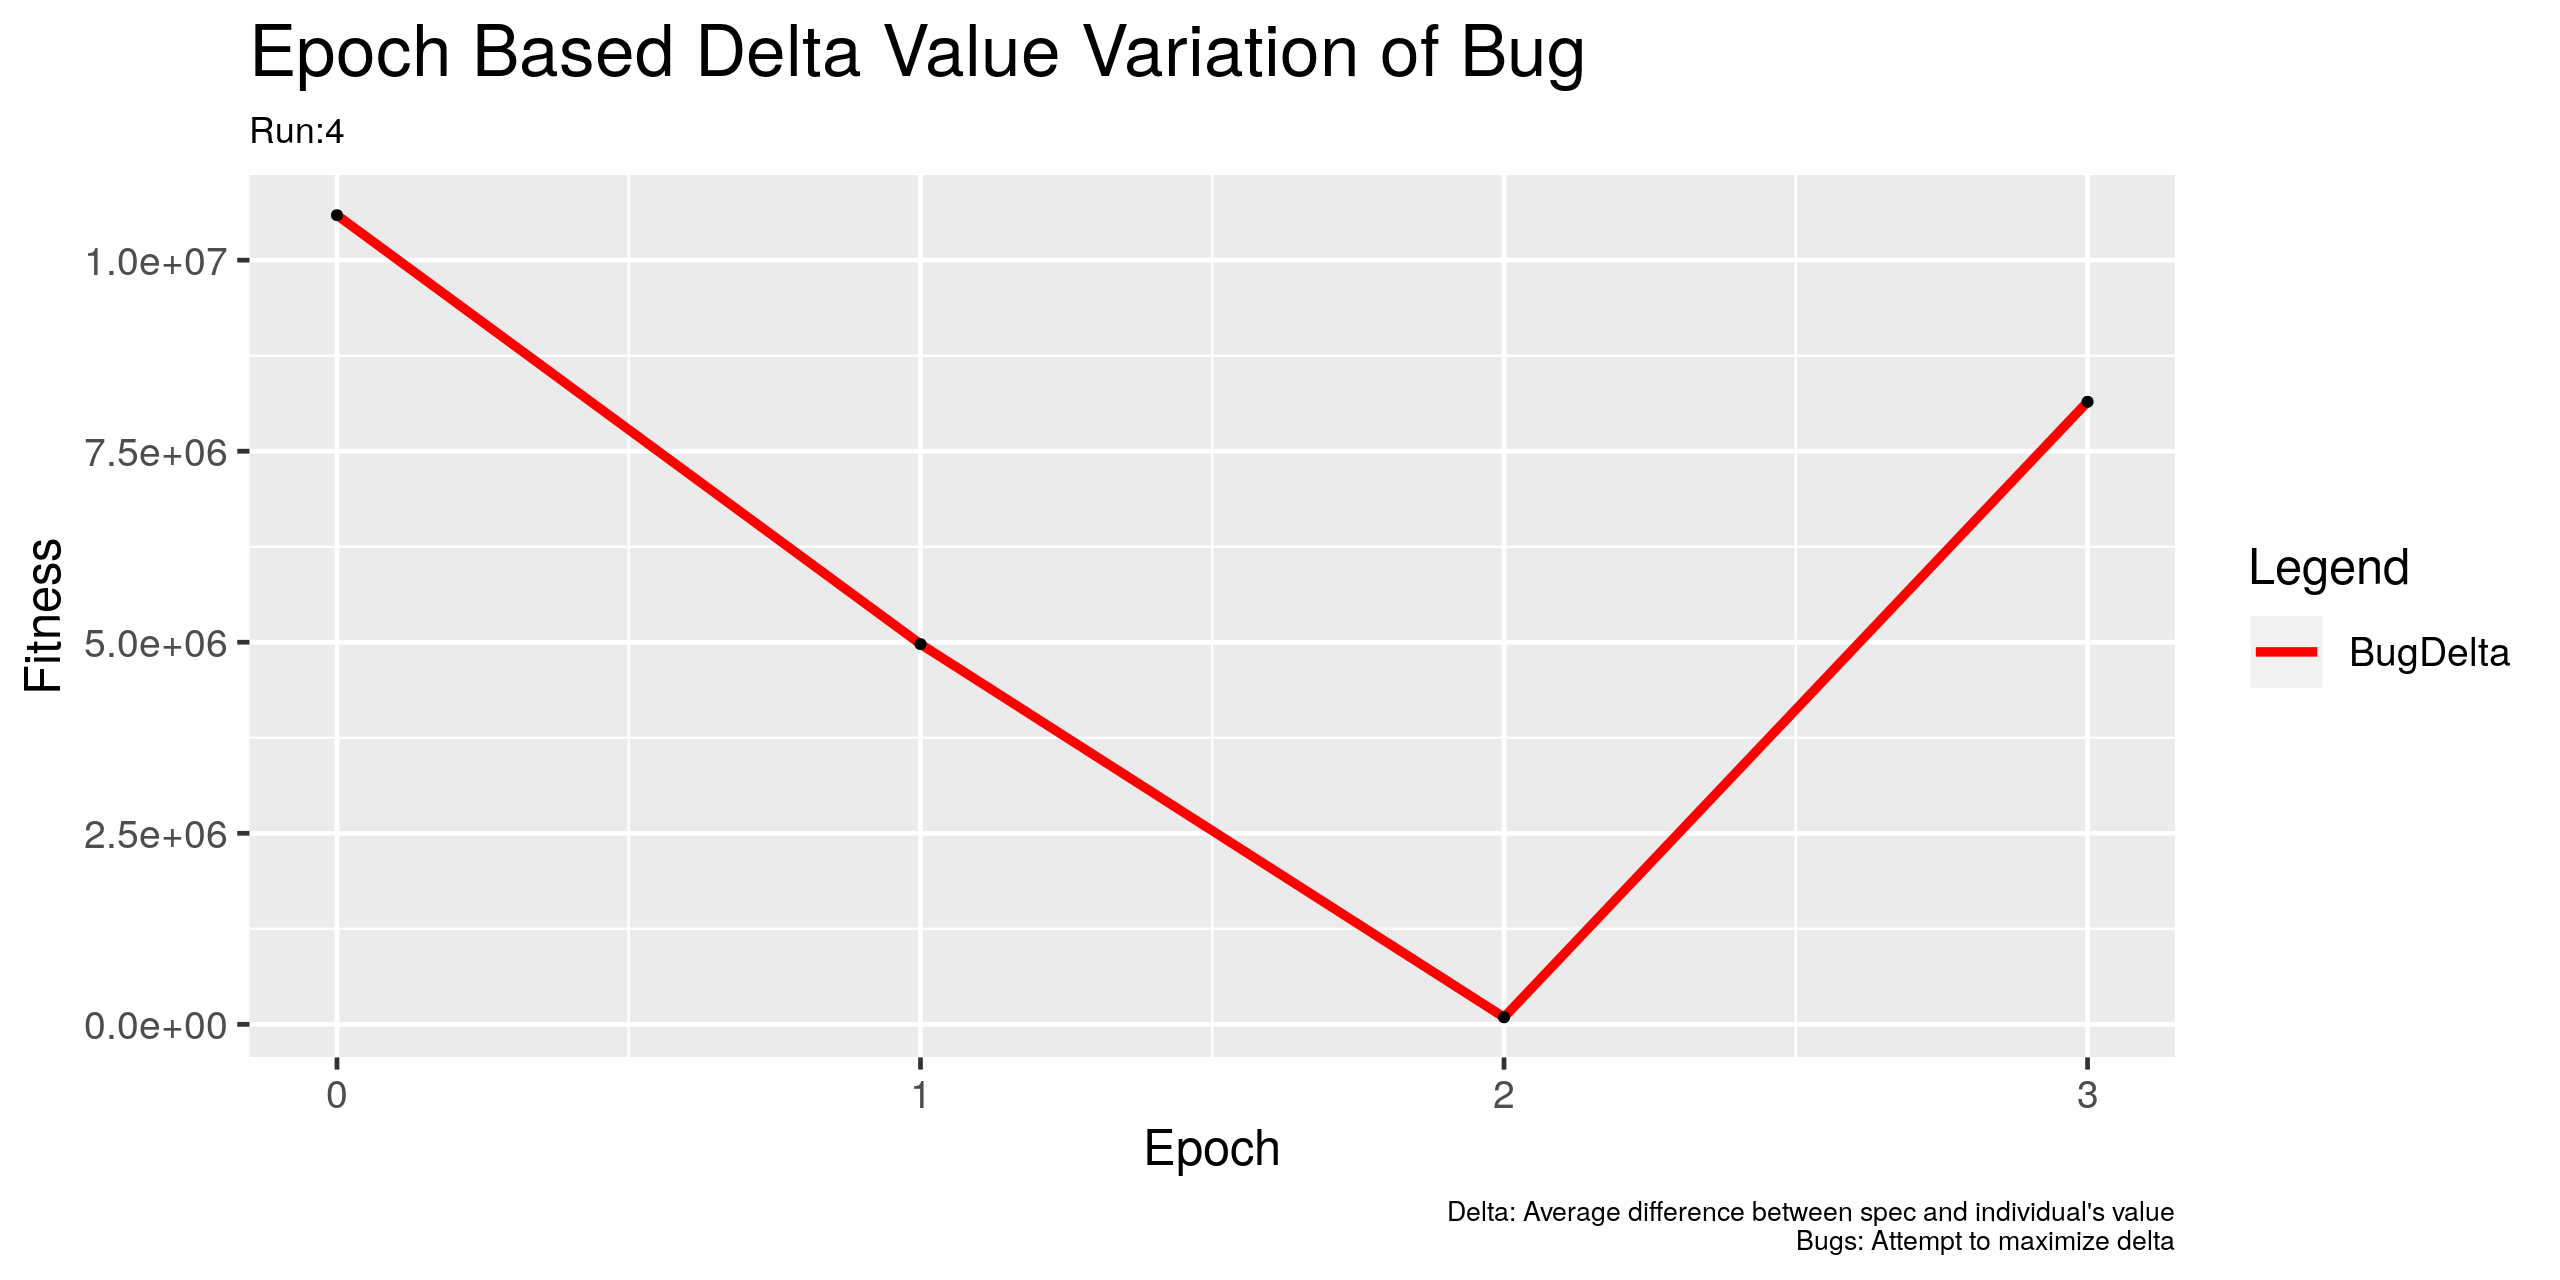 Epoch Based Delta Value Variation of Bug
Run:4
Fitness
1.0e+07
7.5e+06
5.0e+06
2.5e+06
0.0e+00
0 1 2 3
Epoch
Legend
BugDelta
Delta: Average difference between spec and individual's value
Bugs: Attempt to maximize delta